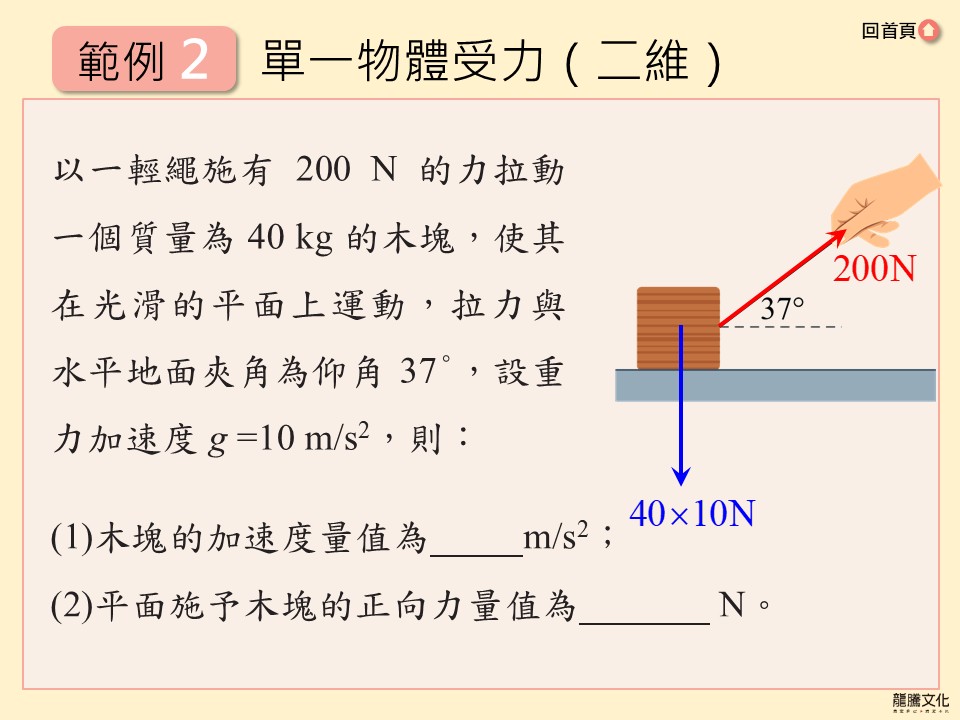 回首頁
範例 2 單一物體受力（二維）
以一輕繩施有 200 N 的力拉動
一個質量為 40 kg 的木塊，使其
在光滑的平面上運動，拉力與
水平地面夾角為仰角 37°，設重
力加速度 g =10 m/s²，則：
200N
37°
40×10N
(1)木塊的加速度量值為_____m/s²；
(2)平面施予木塊的正向力量值為_______ N。
龍騰文化